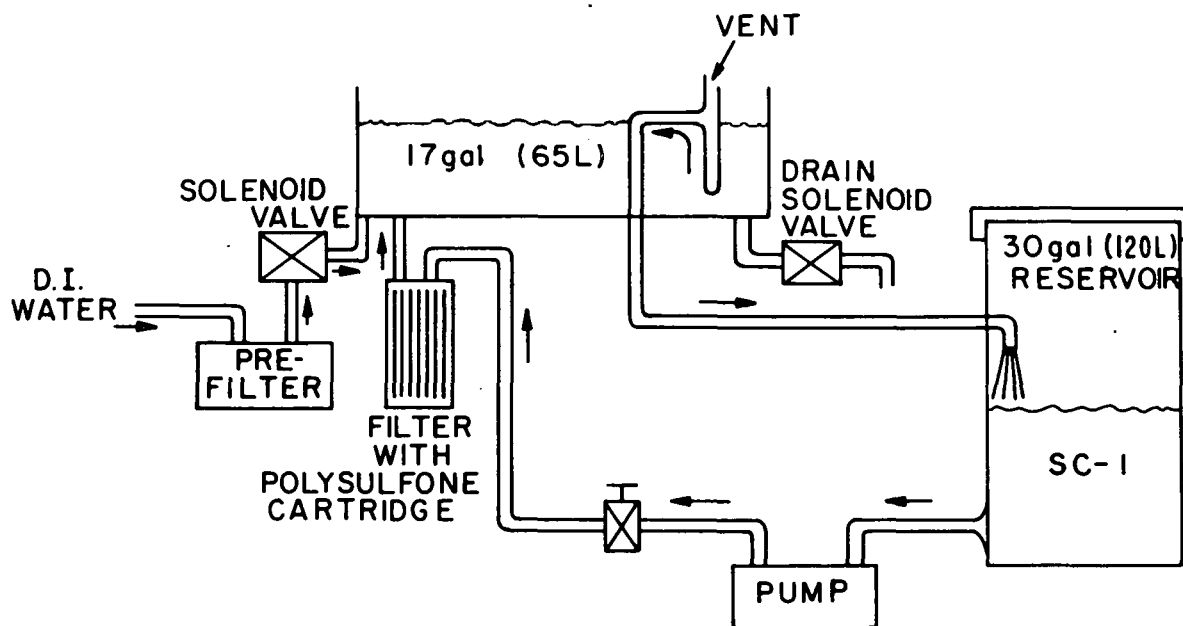 VENT
17gal (65L)
SOLENOID
VALVE
DRAIN
SOLENOID
VALVE
30gal (120L)
RESERVOIR
D.I.
WATER
PRE-
FILTER
FILTER
WITH
POLYSULFONE
CARTRIDGE
SC-1
PUMP